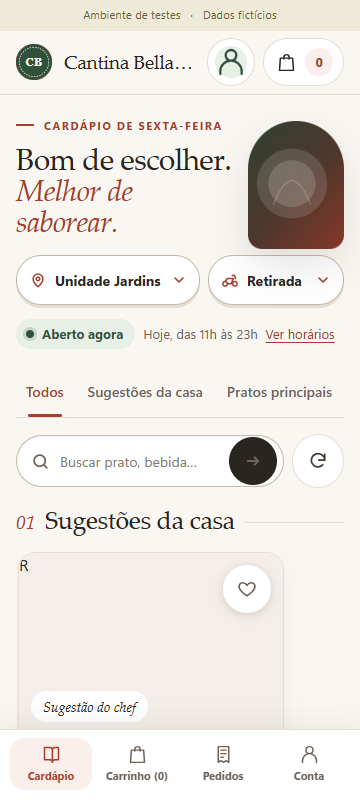 Ambiente de testes · Dados fictícios
CB
Cantina Bella...
0
CARDÁPIO DE SEXTA-FEIRA
Bom de escolher.
Melhor de
saborear.
Unidade Jardins
Retirada
Aberto agora
Hoje, das 11h às 23h
Ver horários
Todos
Sugestões da casa
Pratos principais
Buscar prato, bebida...
01 Sugestões da casa
R
Sugestão do chef
Cardápio
Carrinho (0)
Pedidos
Conta